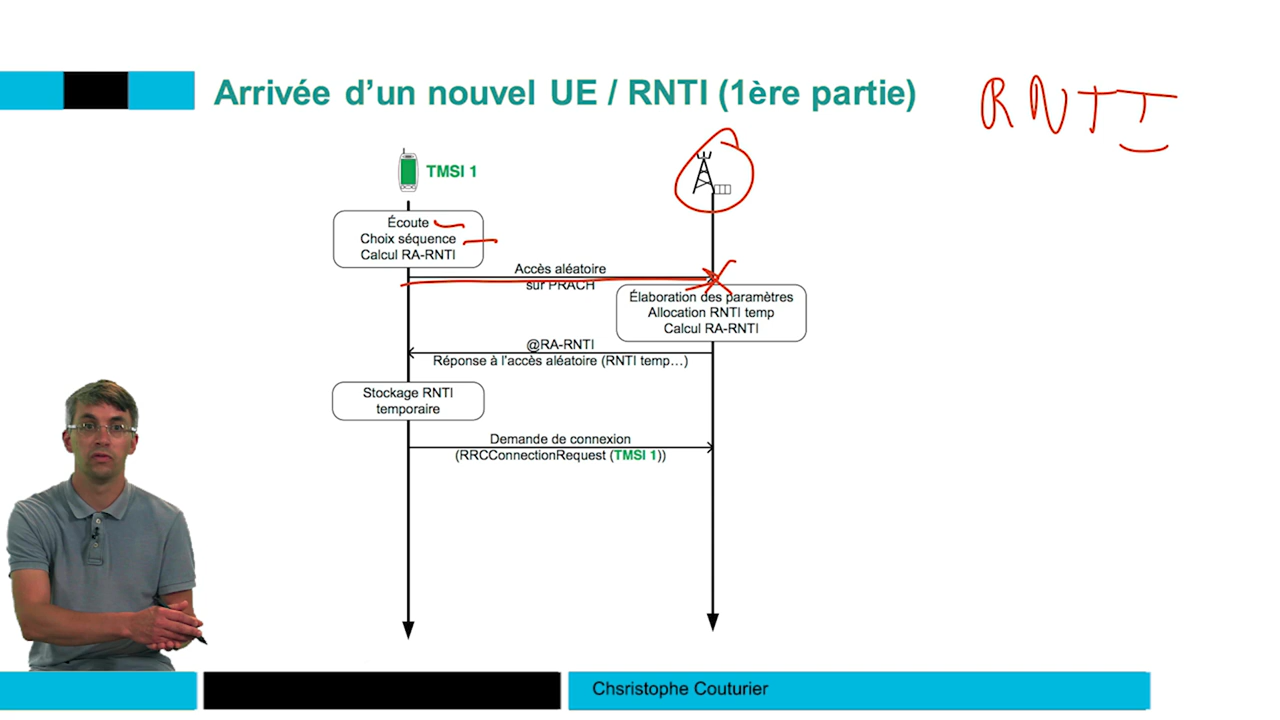 Arrivée d'un nouvel UE / RNTI (1ère partie)
RNTI
TMSI 1
Écoute
Choix séquence
Calcul RA-RNTI
Accès aléatoire
sur PRACH
Élaboration des paramètres
Allocation RNTI temp
Calcul RA-RNTI
@RA-RNTI
Réponse à l'accès aléatoire (RNTI temp…)
Stockage RNTI
temporaire
Demande de connexion
(RRCConnectionRequest (TMSI 1))
Chsristophe Couturier